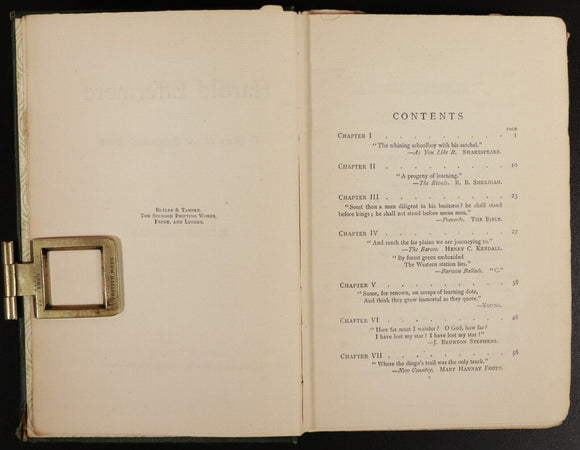 Harold Effermere
BUTLER & TANNER,
THE SELWOOD PRINTING WORKS,
FROME, AND LONDON.
CONTENTS
PAGE
CHAPTER I . . . . . . . . . 1
"The whining schoolboy with his satchel."
—As You Like It. SHAKESPEARE.
CHAPTER II . . . . . . . . . 10
"A progeny of learning."
—The Rivals. R. B. SHERIDAN.
CHAPTER III . . . . . . . . . 23
"Seest thou a man diligent in his business? he shall stand
before kings; he shall not stand before mean men."
—Proverbs. THE BIBLE.
CHAPTER IV . . . . . . . . . 27
"And reach the far plains we are journeying to."
—The Barcoo. HENRY C. KENDALL.
"By forest green embraided
The Western station lies."
—Barwon Ballads. "C."
CHAPTER V . . . . . . . . . 38
"Some, for renown, on scraps of learning dote,
And think they grow immortal as they quote."
—YOUNG.
CHAPTER VI . . . . . . . . . 46
"How far must I wander? O God, how far?
I have lost my star! I have lost my star!"
—J. BRUNTON STEPHENS.
CHAPTER VII . . . . . . . . . 56
"Where the dingo's trail was the only track."
—New Country. MARY HANNAY FOOTT.